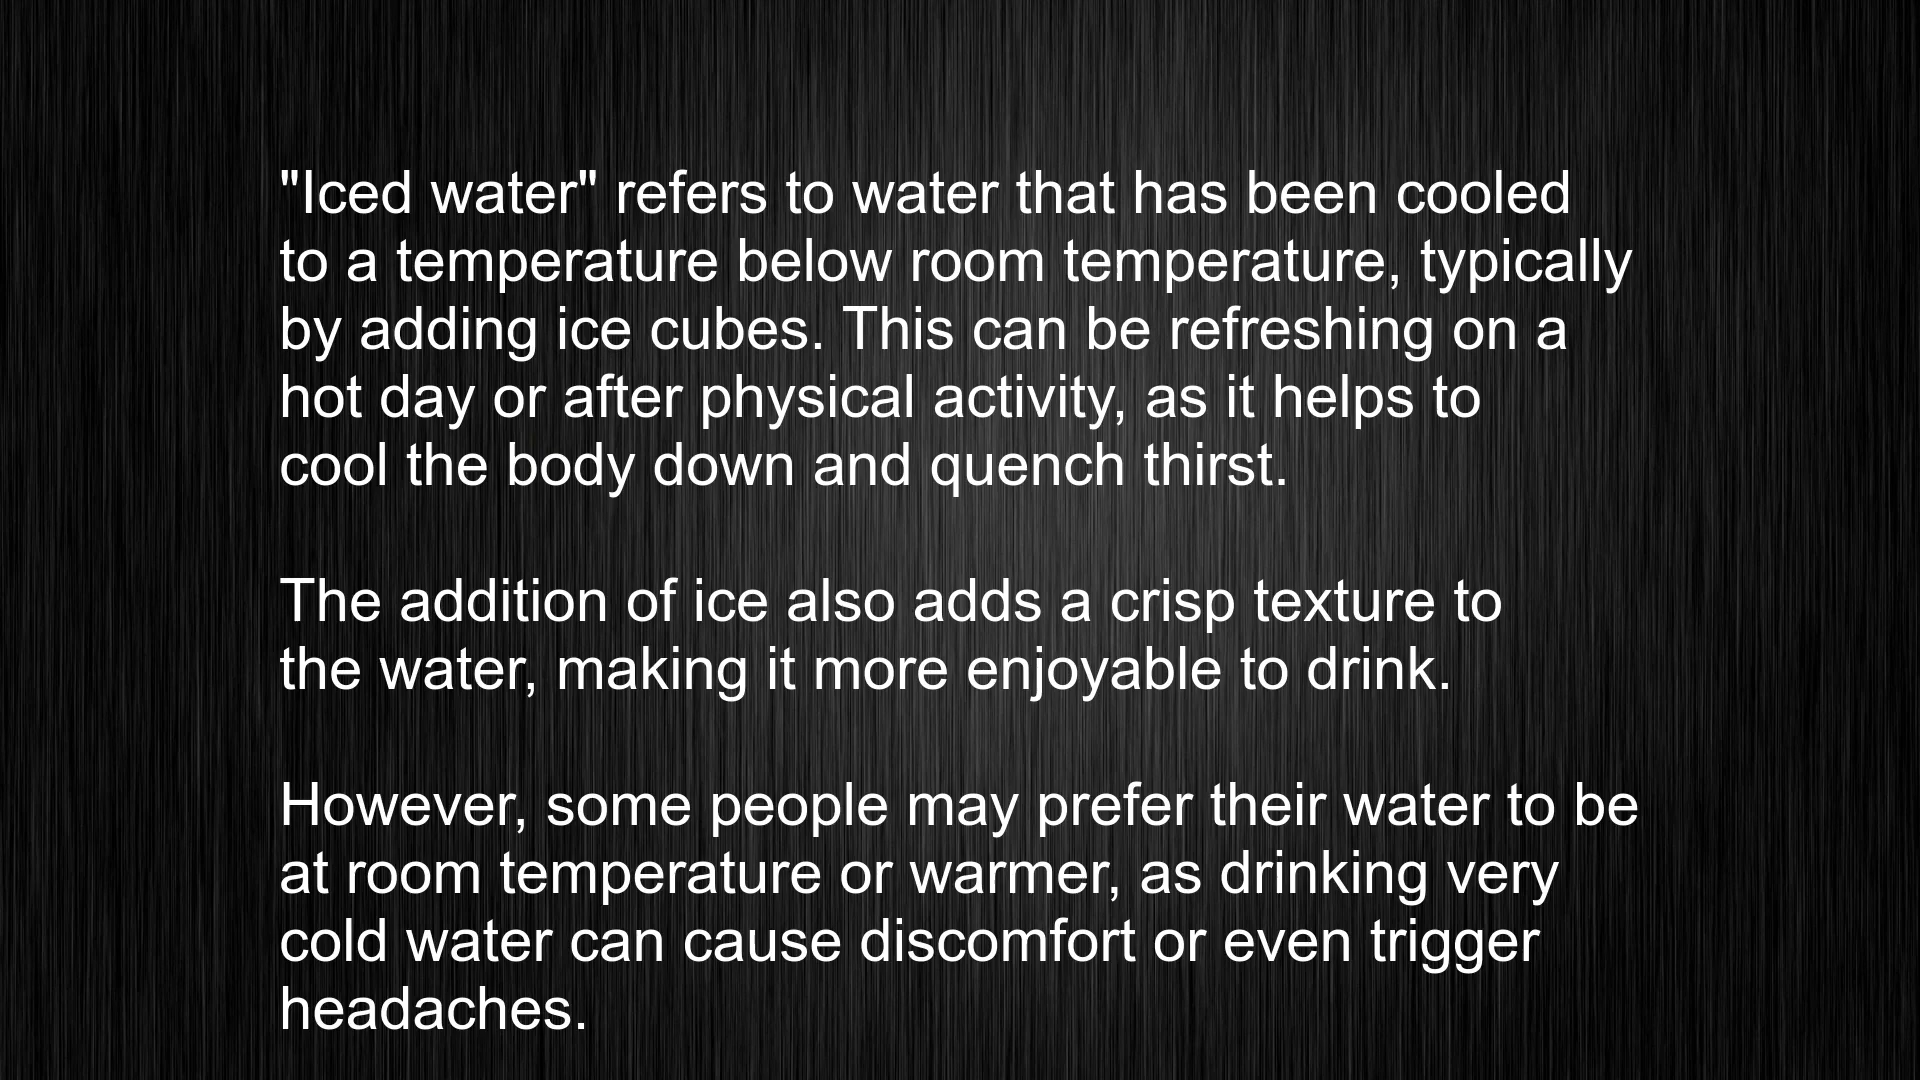 "Iced water" refers to water that has been cooled
to a temperature below room temperature, typically
by adding ice cubes. This can be refreshing on a
hot day or after physical activity, as it helps to
cool the body down and quench thirst.
The addition of ice also adds a crisp texture to
the water, making it more enjoyable to drink.
However, some people may prefer their water to be
at room temperature or warmer, as drinking very
cold water can cause discomfort or even trigger
headaches.